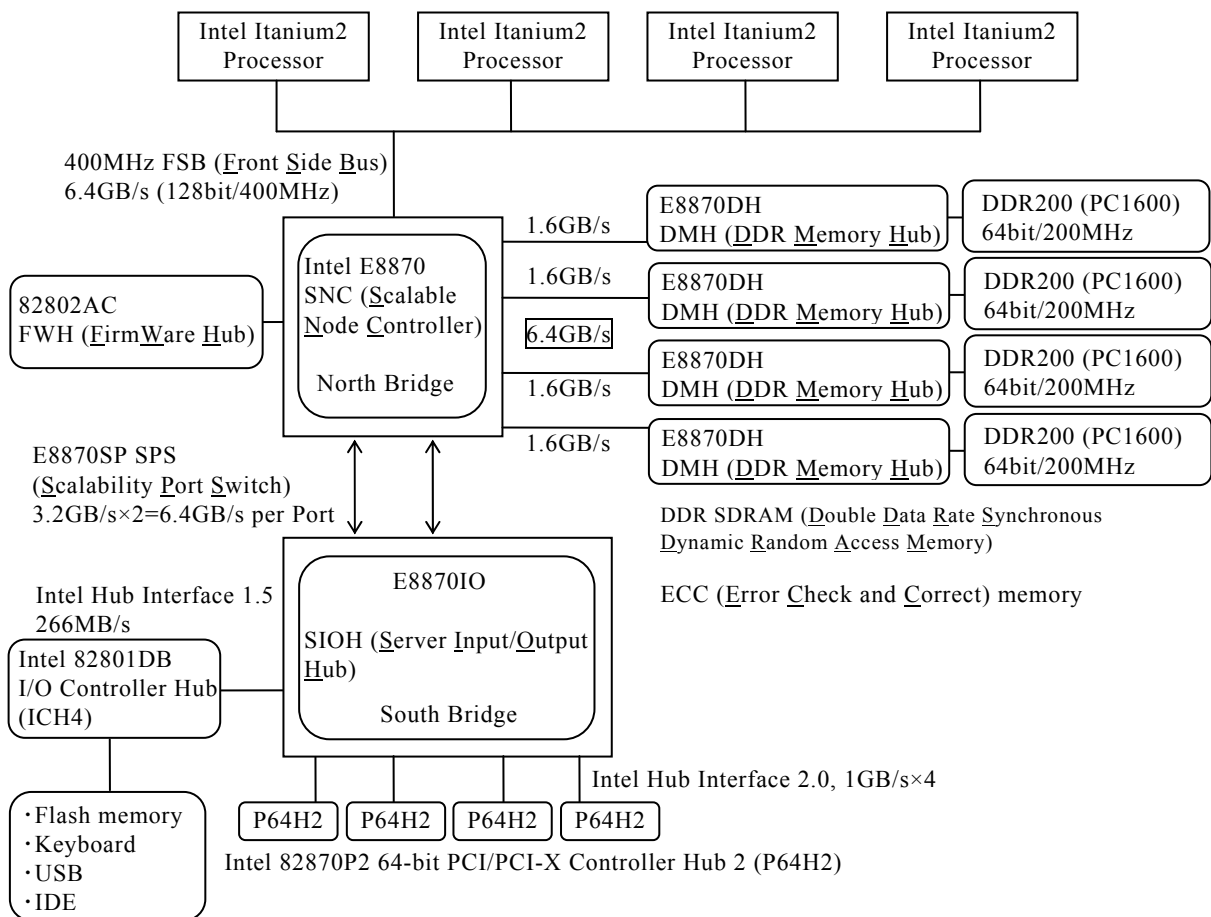 Intel Itanium2
Processor
Intel Itanium2
Processor
Intel Itanium2
Processor
Intel Itanium2
Processor
400MHz FSB (Front Side Bus)
6.4GB/s (128bit/400MHz)
Intel E8870
SNC (Scalable
Node Controller)
North Bridge
82802AC
FWH (FirmWare Hub)
1.6GB/s
1.6GB/s
6.4GB/s
1.6GB/s
1.6GB/s
E8870DH
DMH (DDR Memory Hub)
DDR200 (PC1600)
64bit/200MHz
E8870DH
DMH (DDR Memory Hub)
DDR200 (PC1600)
64bit/200MHz
E8870DH
DMH (DDR Memory Hub)
DDR200 (PC1600)
64bit/200MHz
E8870DH
DMH (DDR Memory Hub)
DDR200 (PC1600)
64bit/200MHz
E8870SP SPS
(Scalability Port Switch)
3.2GB/s×2=6.4GB/s per Port
DDR SDRAM (Double Data Rate Synchronous
Dynamic Random Access Memory)
ECC (Error Check and Correct) memory
E8870IO
SIOH (Server Input/Output
Hub)
South Bridge
Intel Hub Interface 1.5
266MB/s
Intel 82801DB
I/O Controller Hub
(ICH4)
・Flash memory
・Keyboard
・USB
・IDE
Intel Hub Interface 2.0, 1GB/s×4
P64H2
P64H2
P64H2
P64H2
Intel 82870P2 64-bit PCI/PCI-X Controller Hub 2 (P64H2)